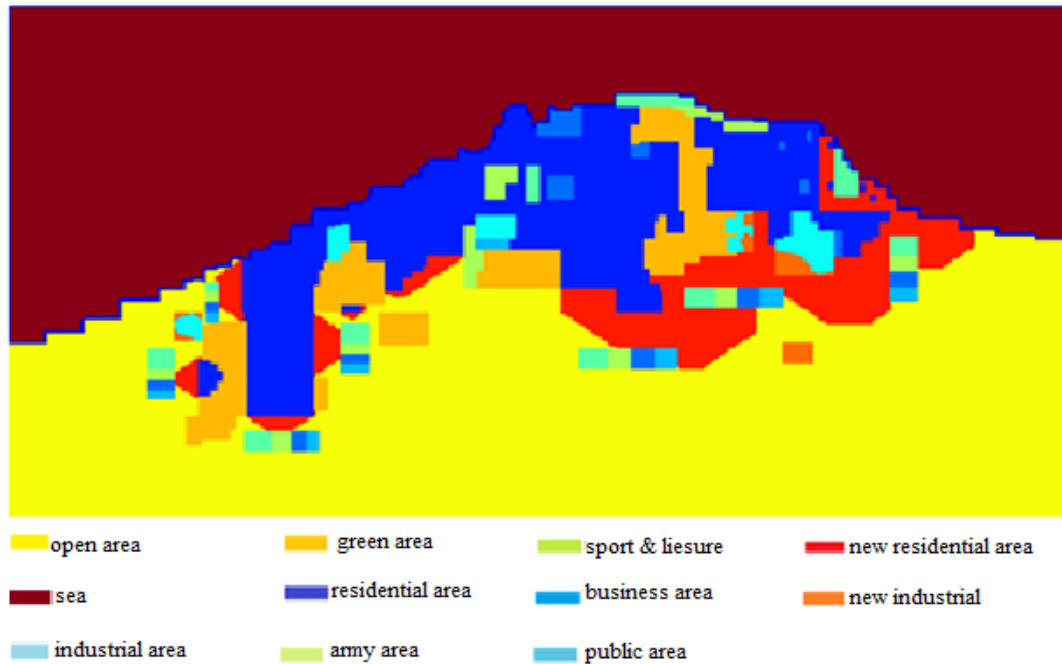 open area
green area
sport & liesure
new residential area
sea
residential area
business area
new industrial
industrial area
army area
public area